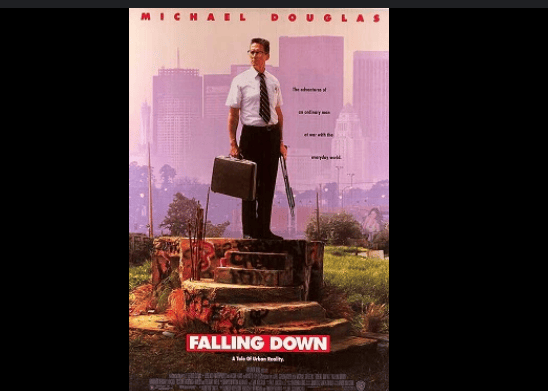 MICHAEL DOUGLAS
The adventures of
an ordinary man
at war with the
everyday world.
FALLING DOWN
A Tale Of Urban Reality.